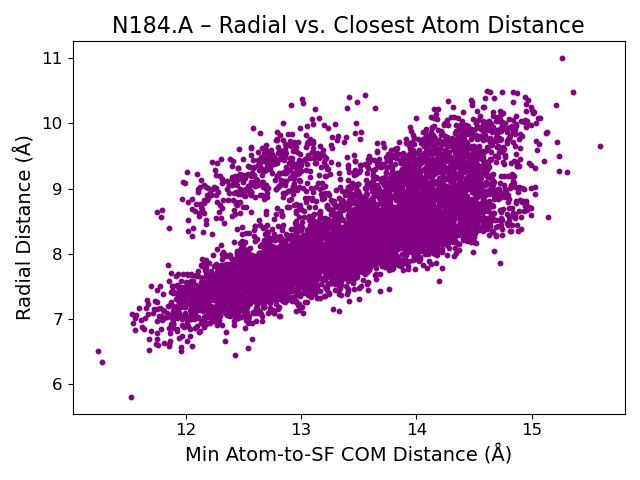 N184.A – Radial vs. Closest Atom Distance
11
10
9
8
7
6
Radial Distance (Å)
12 13 14 15
Min Atom-to-SF COM Distance (Å)